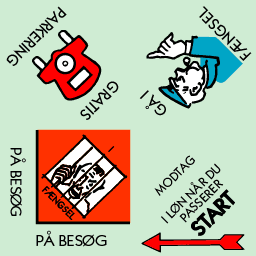 GRATIS
PARKERING
GÅ I
FÆNGSEL
PÅ BESØG
I
FÆNGSEL
PÅ BESØG
MODTAG
I LØN NÅR DU
PASSERER
START